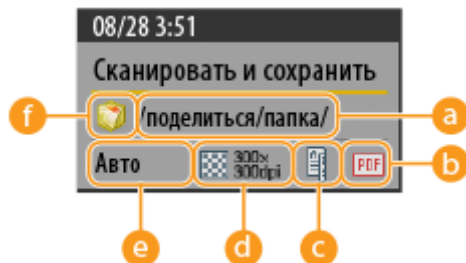 08/28 3:51
Сканировать и сохранить
f /поделиться/папка/ a
Авто 300x 300dpi PDF b
e d c